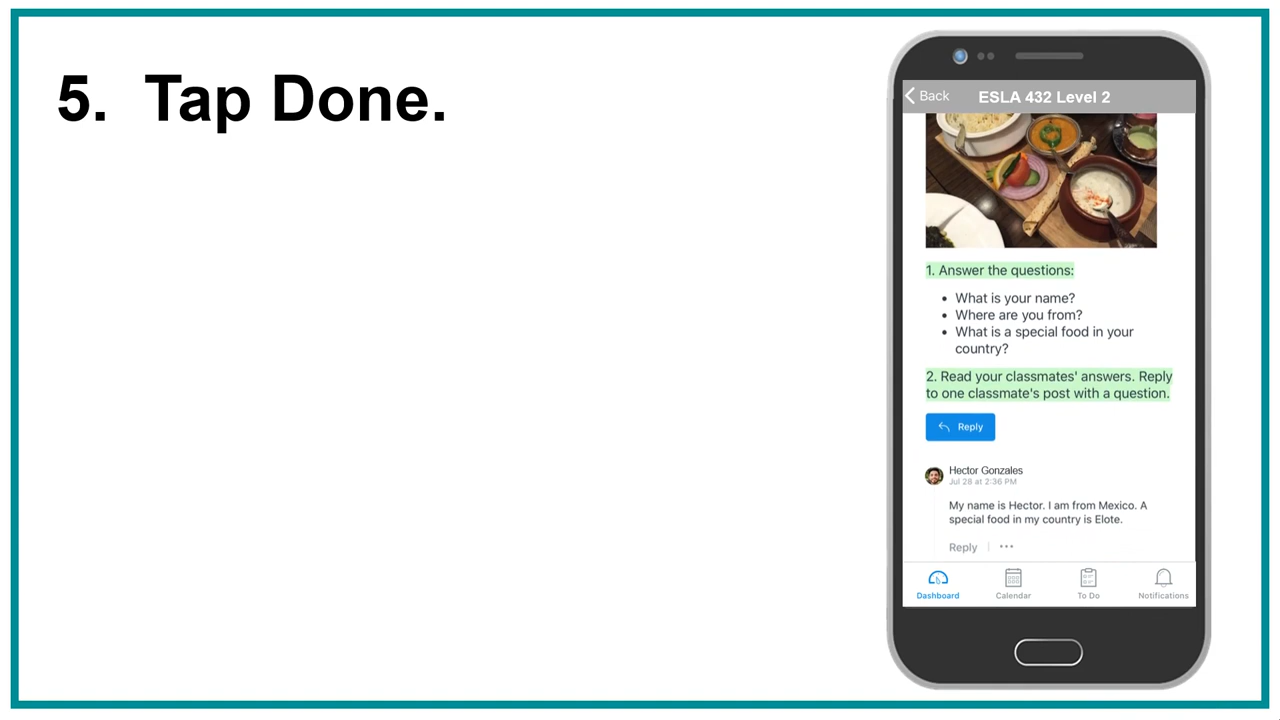 5. Tap Done.
Back
ESLA 432 Level 2
1. Answer the questions:
• What is your name?
• Where are you from?
• What is a special food in your
country?
2. Read your classmates' answers. Reply
to one classmate's post with a question.
Reply
Hector Gonzales
Jul 28 at 2:36 PM
My name is Hector. I am from Mexico. A
special food in my country is Elote.
Reply
Dashboard
Calendar
To Do
Notifications